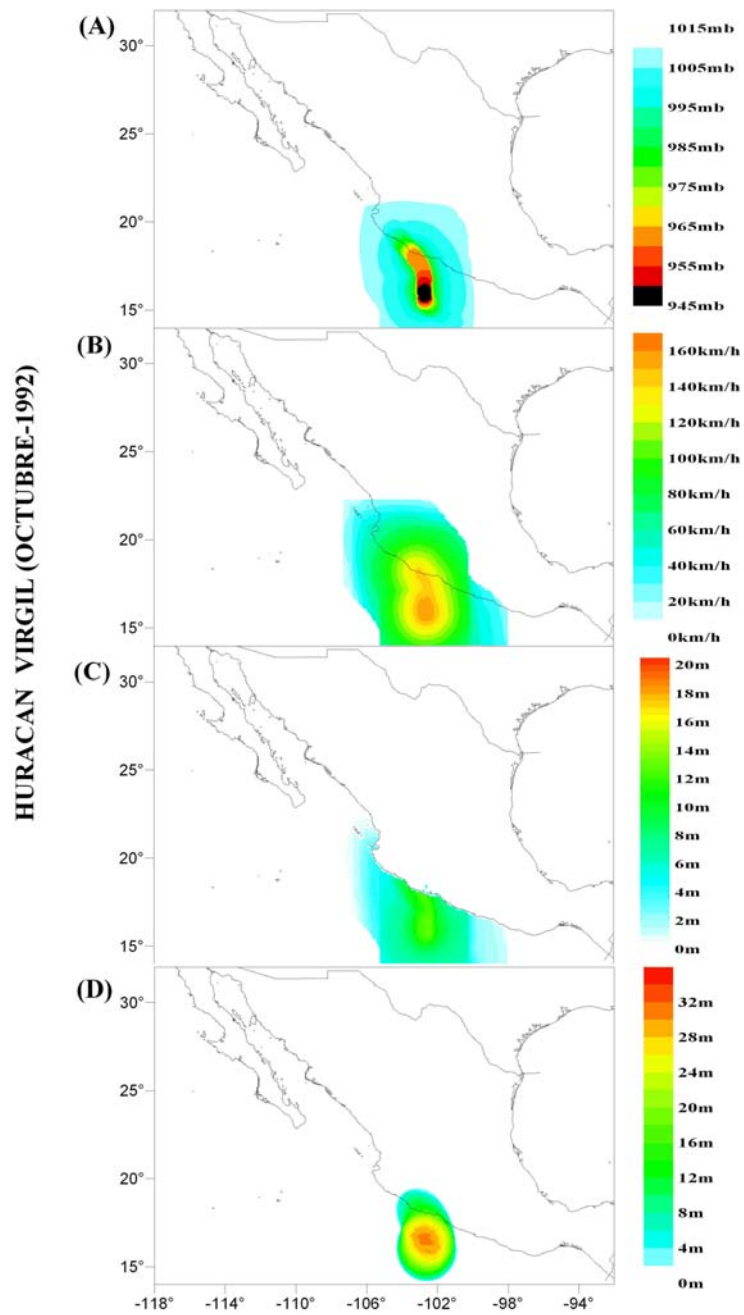 HURACAN VIRGIL (OCTUBRE-1992)
(A)
30°
25°
20°
15°
1015mb
1005mb
995mb
985mb
975mb
965mb
955mb
945mb
(B)
30°
25°
20°
15°
160km/h
140km/h
120km/h
100km/h
80km/h
60km/h
40km/h
20km/h
0km/h
(C)
30°
25°
20°
15°
20m
18m
16m
14m
12m
10m
8m
6m
4m
2m
0m
(D)
30°
25°
20°
15°
32m
28m
24m
20m
16m
12m
8m
4m
0m
-118° -114° -110° -106° -102° -98° -94°